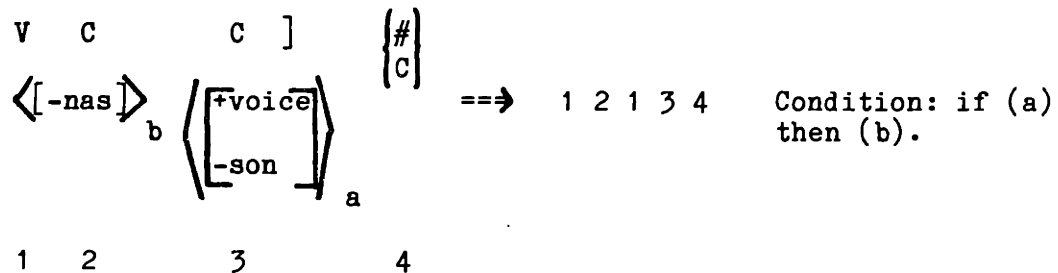 V C C ] {#
C}
⟨[-nas]⟩b ⟨[+voice
-son]⟩a ===> 1 2 1 3 4 Condition: if (a)
then (b).
1 2 3 4